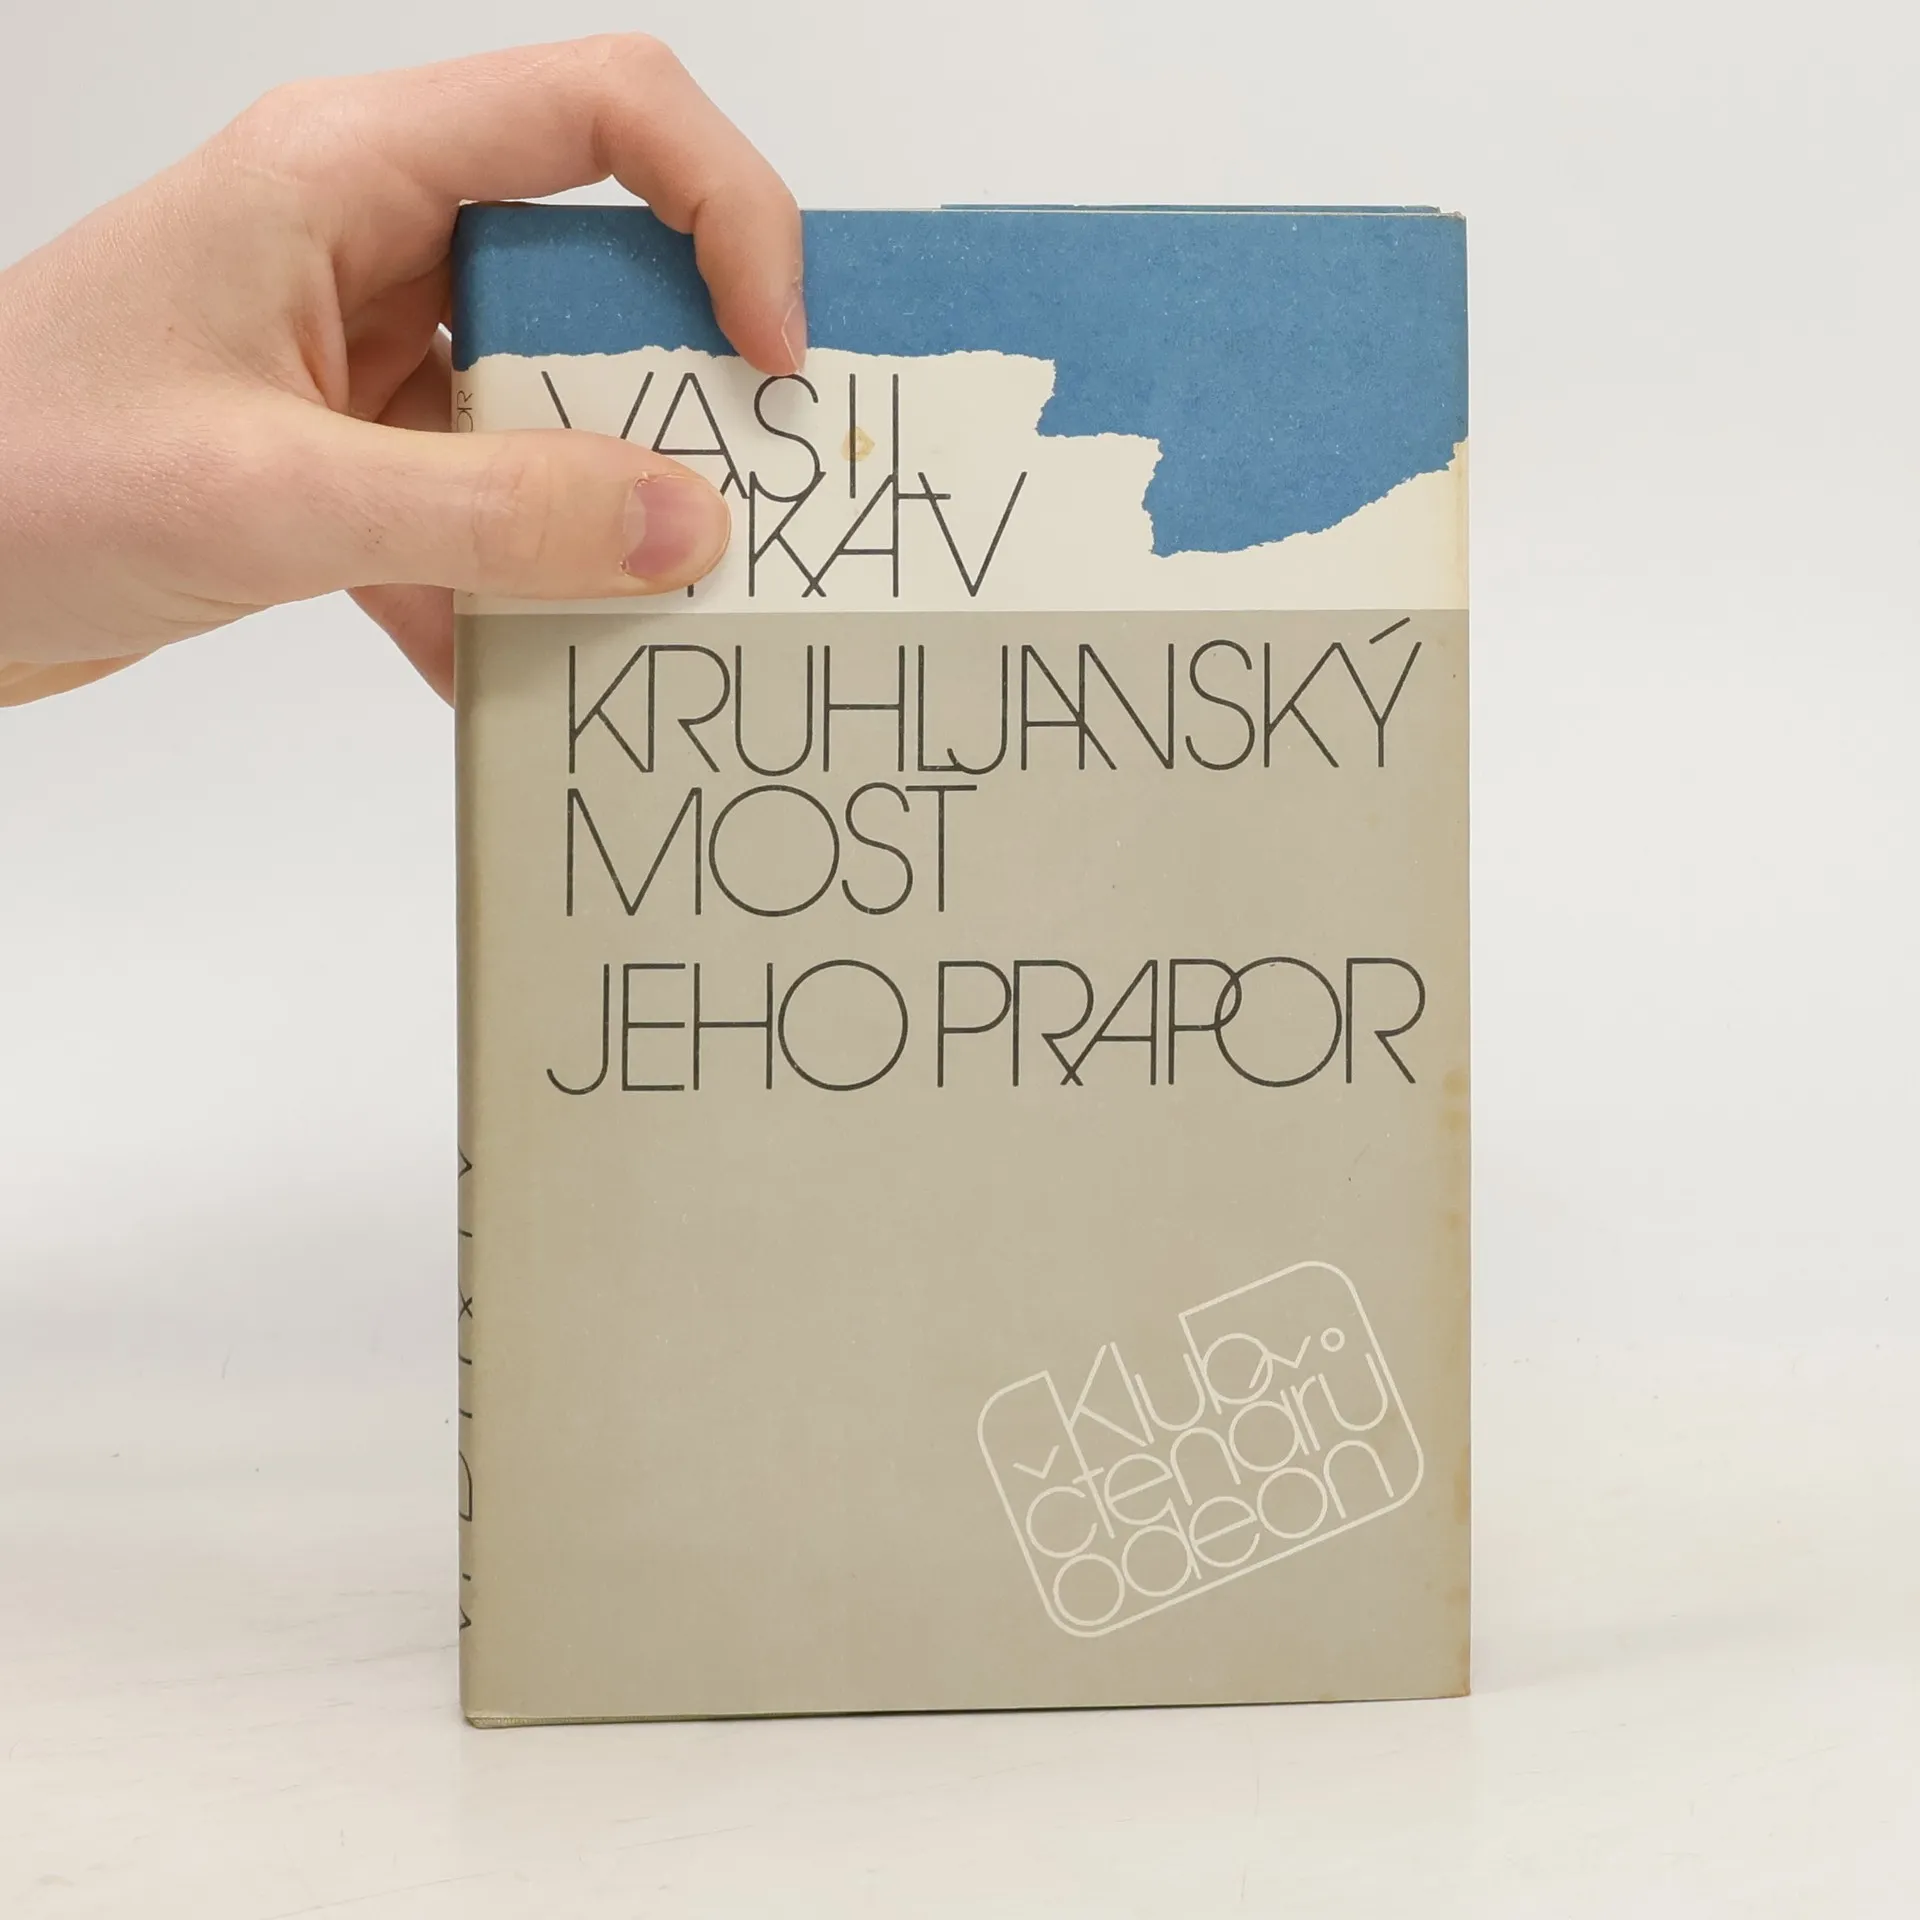 VASIL
KRUHLJANSKÝ
MOST
JEHO PRAPOR
klub
čtenářů
odeon